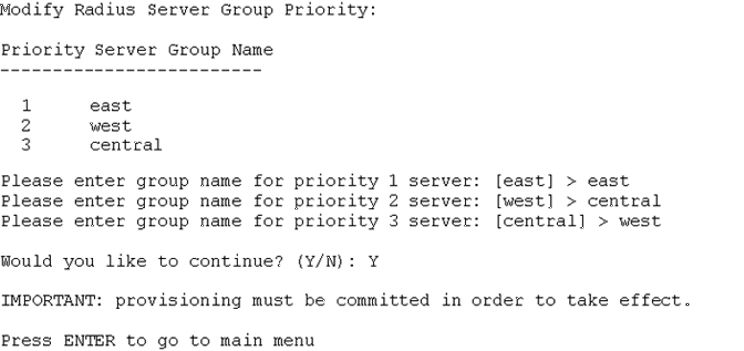 Modify Radius Server Group Priority:
Priority Server Group Name
-------------------------
1 east
2 west
3 central
Please enter group name for priority 1 server: [east] > east
Please enter group name for priority 2 server: [west] > central
Please enter group name for priority 3 server: [central] > west
Would you like to continue? (Y/N): Y
IMPORTANT: provisioning must be committed in order to take effect.
Press ENTER to go to main menu